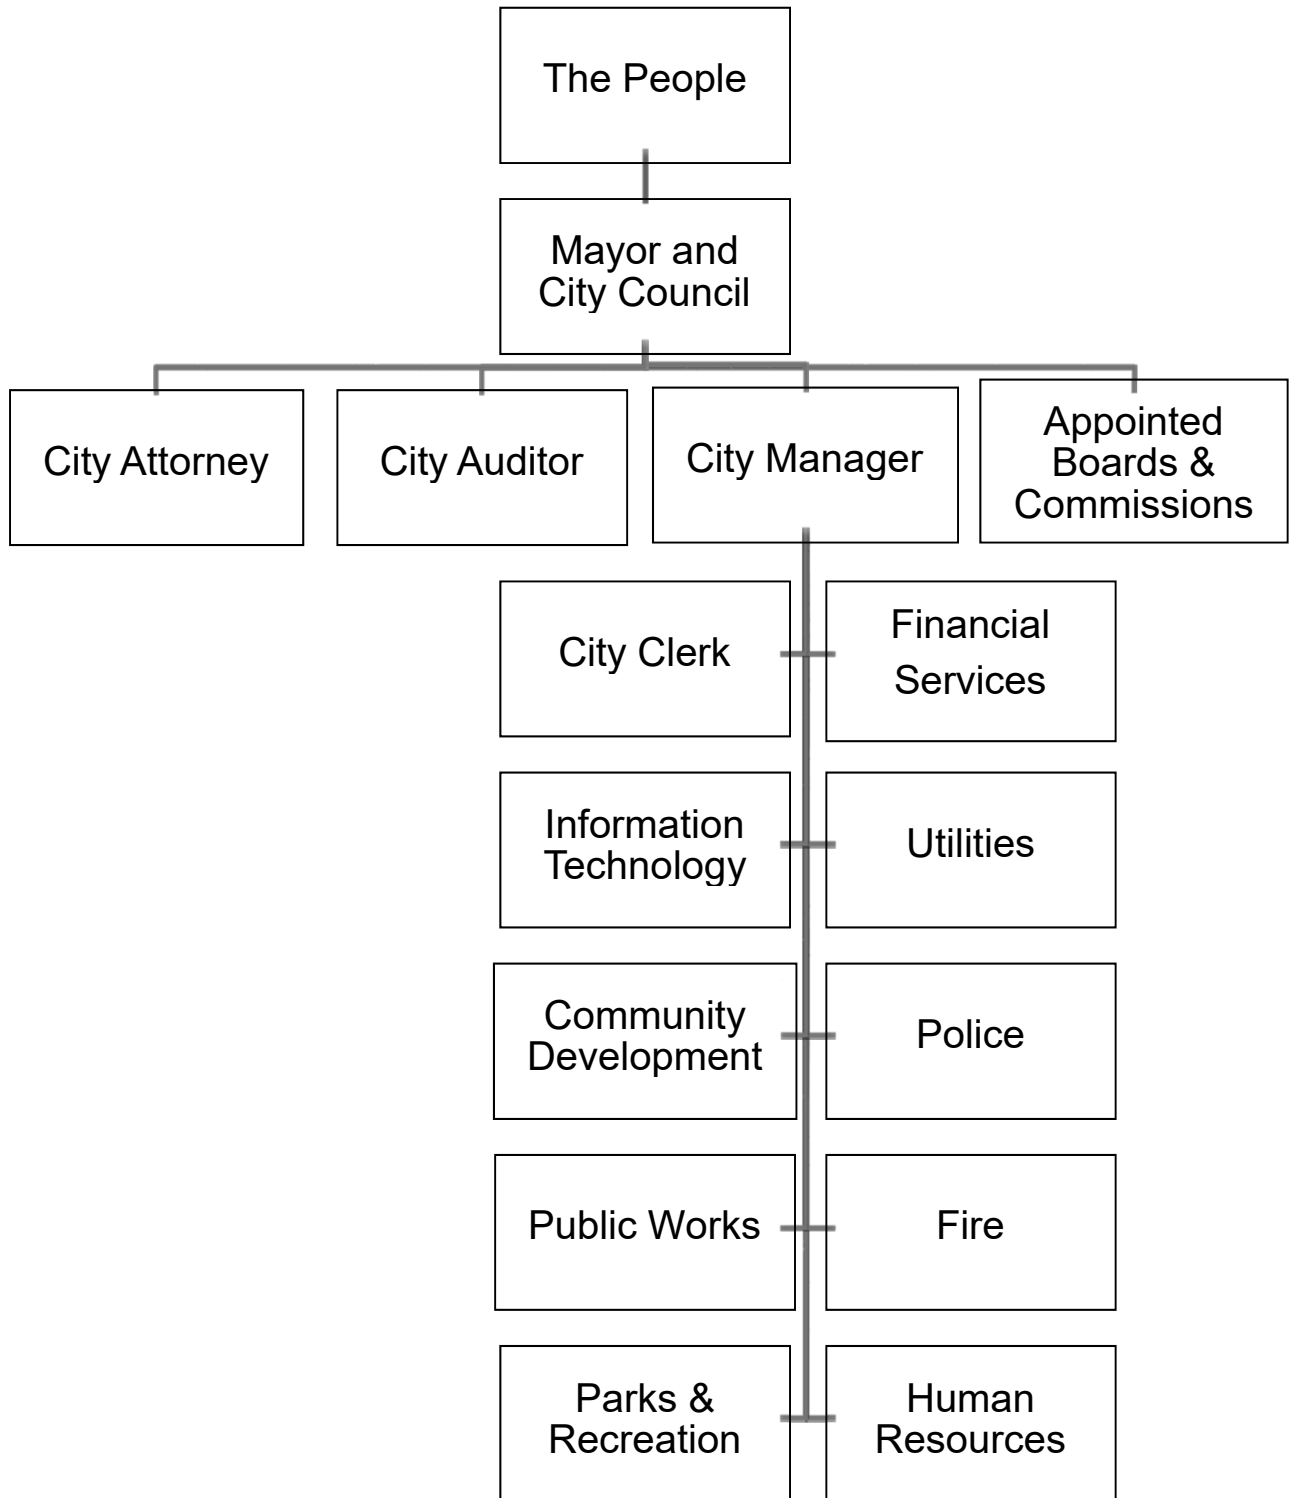 The People
Mayor and
City Council
City Attorney
City Auditor
City Manager
Appointed
Boards &
Commissions
City Clerk
Financial
Services
Information
Technology
Utilities
Community
Development
Police
Public Works
Fire
Parks &
Recreation
Human
Resources